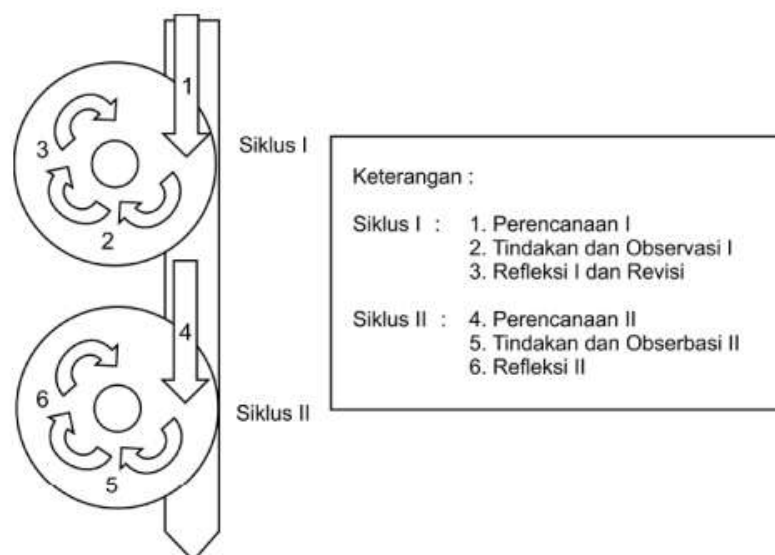 1
3
Siklus I
2
4
6
Siklus II
5
Keterangan :
Siklus I : 1. Perencanaan I
2. Tindakan dan Observasi I
3. Refleksi I dan Revisi
Siklus II : 4. Perencanaan II
5. Tindakan dan Obserbasi II
6. Refleksi II